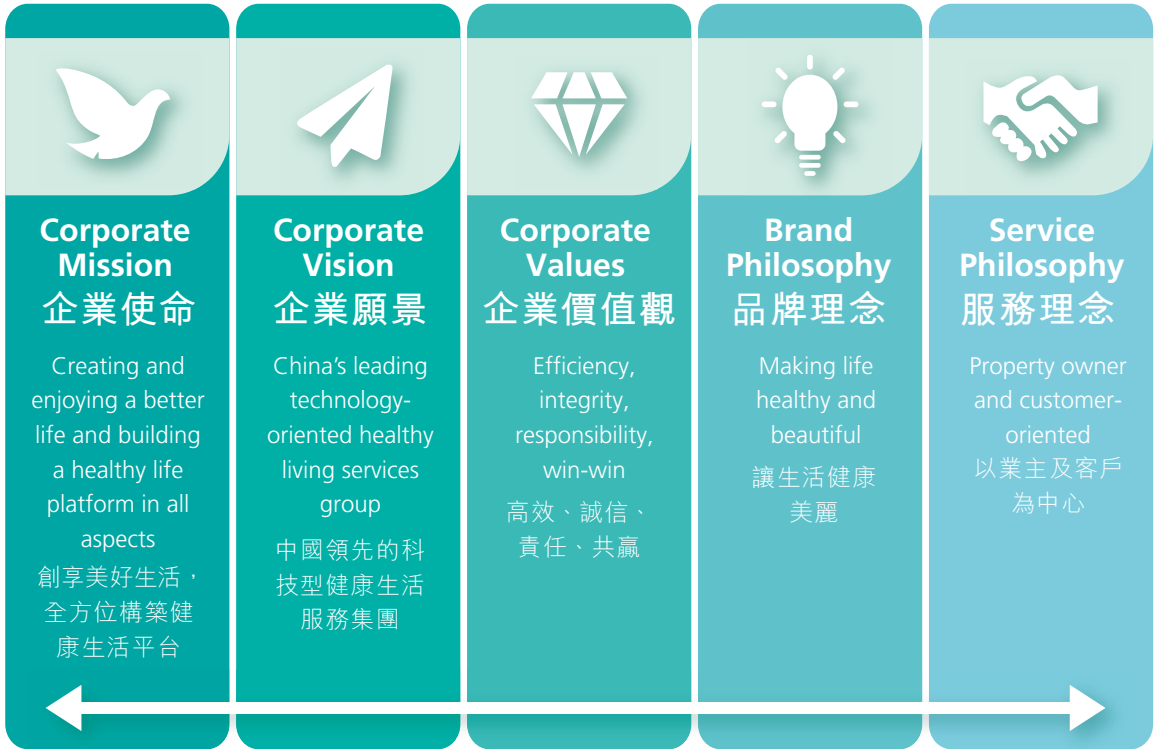 Corporate
Mission
企業使命
Creating and
enjoying a better
life and building
a healthy life
platform in all
aspects
創享美好生活，
全方位構築健
康生活平台
Corporate
Vision
企業願景
China’s leading
technology-
oriented healthy
living services
group
中國領先的科
技型健康生活
服務集團
Corporate
Values
企業價值觀
Efficiency,
integrity,
responsibility,
win-win
高效、誠信、
責任、共贏
Brand
Philosophy
品牌理念
Making life
healthy and
beautiful
讓生活健康
美麗
Service
Philosophy
服務理念
Property owner
and customer-
oriented
以業主及客戶
為中心